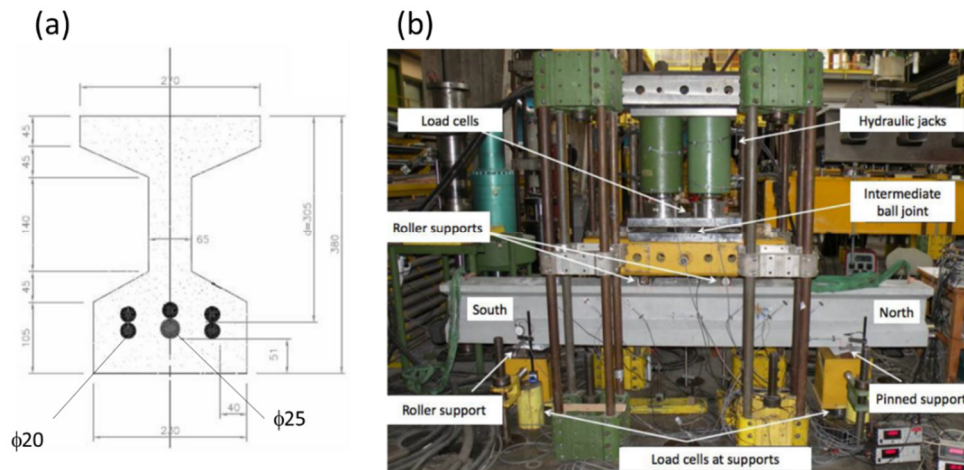 (a)
270
45
45
140
45
105
65
d=305
380
51
40
ϕ20
ϕ25
(b)
Load cells
Hydraulic jacks
Intermediate
ball joint
Roller supports
South
North
Roller support
Pinned support
Load cells at supports